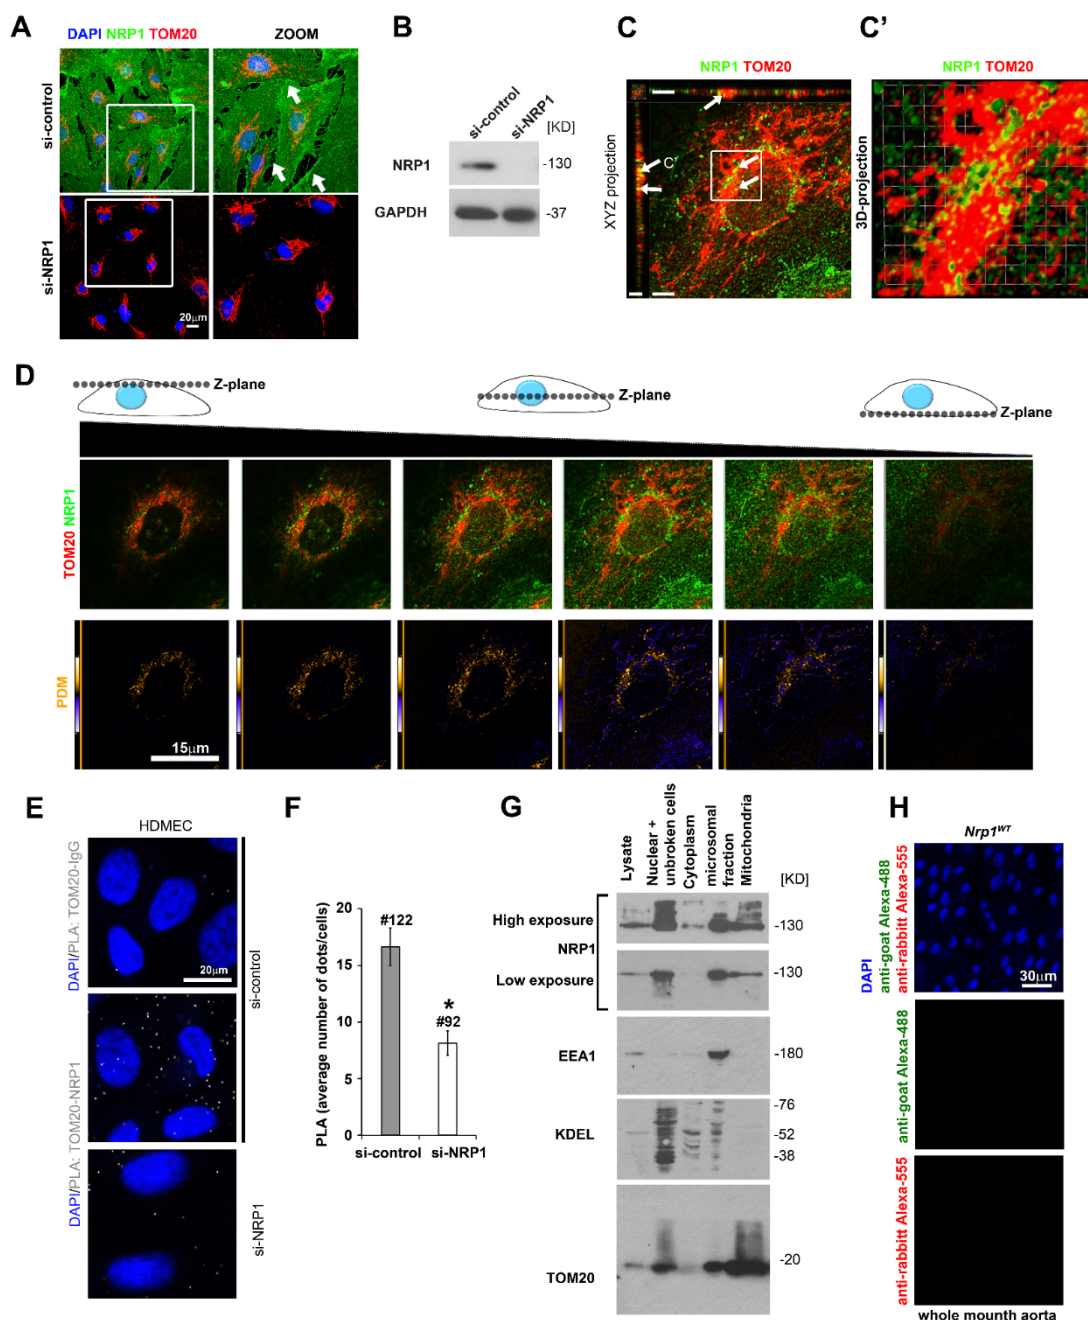 A
DAPI NRP1 TOM20
ZOOM
si-control
si-NRP1
20µm
B
si-control
si-NRP1
[KD]
NRP1
-130
GAPDH
-37
C
NRP1 TOM20
XYZ projection
C'
C'
NRP1 TOM20
3D-projection
D
Z-plane
Z-plane
Z-plane
TOM20 NRP1
PDM
15µm
E
HDMEC
DAPI/PLA: TOM20-IgG
20µm
DAPI/PLA: TOM20-NRP1
si-control
si-NRP1
F
PLA (average number of dots/cells)
20
15
10
5
0
#122
*
#92
si-control
si-NRP1
G
Lysate
Nuclear +
unbroken cells
Cytoplasm
microsomal
fraction
Mitochondria
[KD]
High exposure
-130
NRP1
Low exposure
-130
EEA1
-180
KDEL
-76
-52
-38
TOM20
-20
H
Nrp1WT
DAPI
anti-goat Alexa-488
anti-rabbitt Alexa-555
30µm
anti-goat Alexa-488
anti-rabbitt Alexa-555
whole mounth aorta